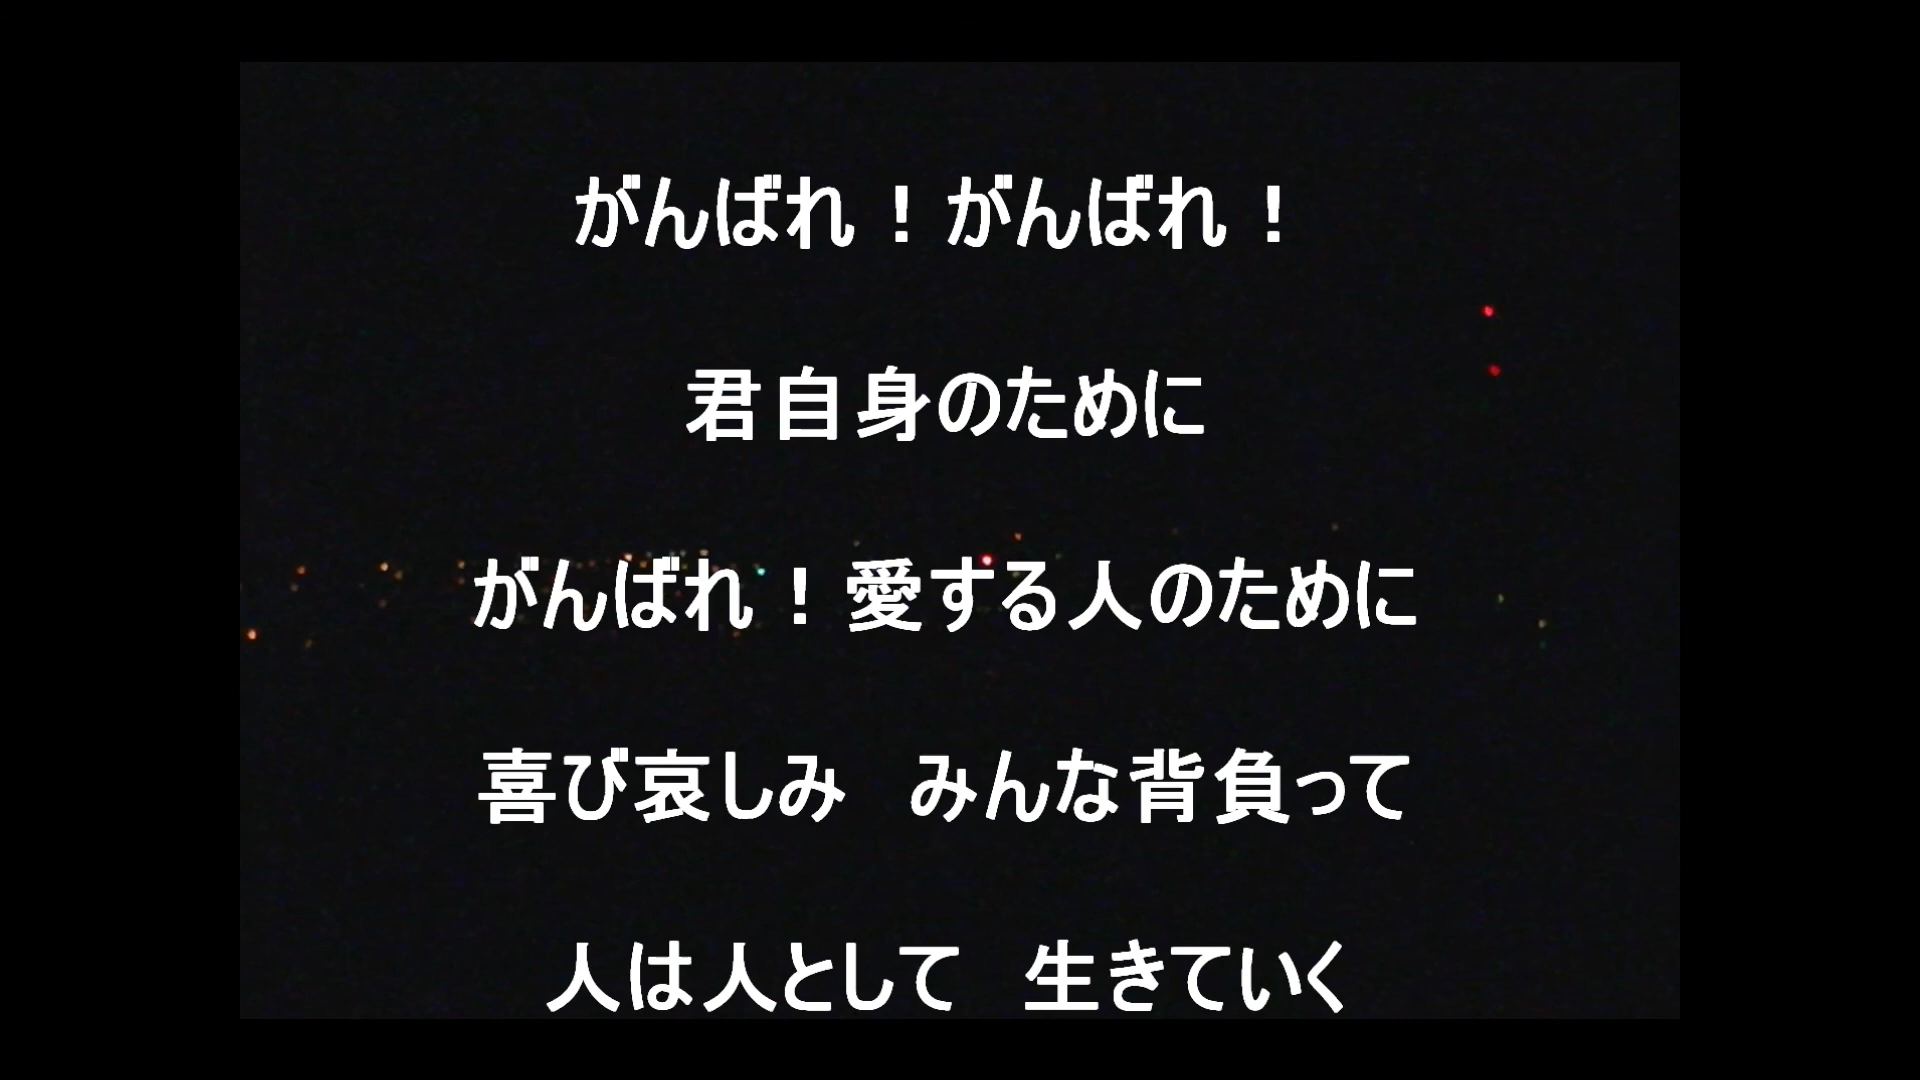 がんばれ！がんばれ！
君自身のために
がんばれ！愛する人のために
喜び哀しみ　みんな背負って
人は人として　生きていく